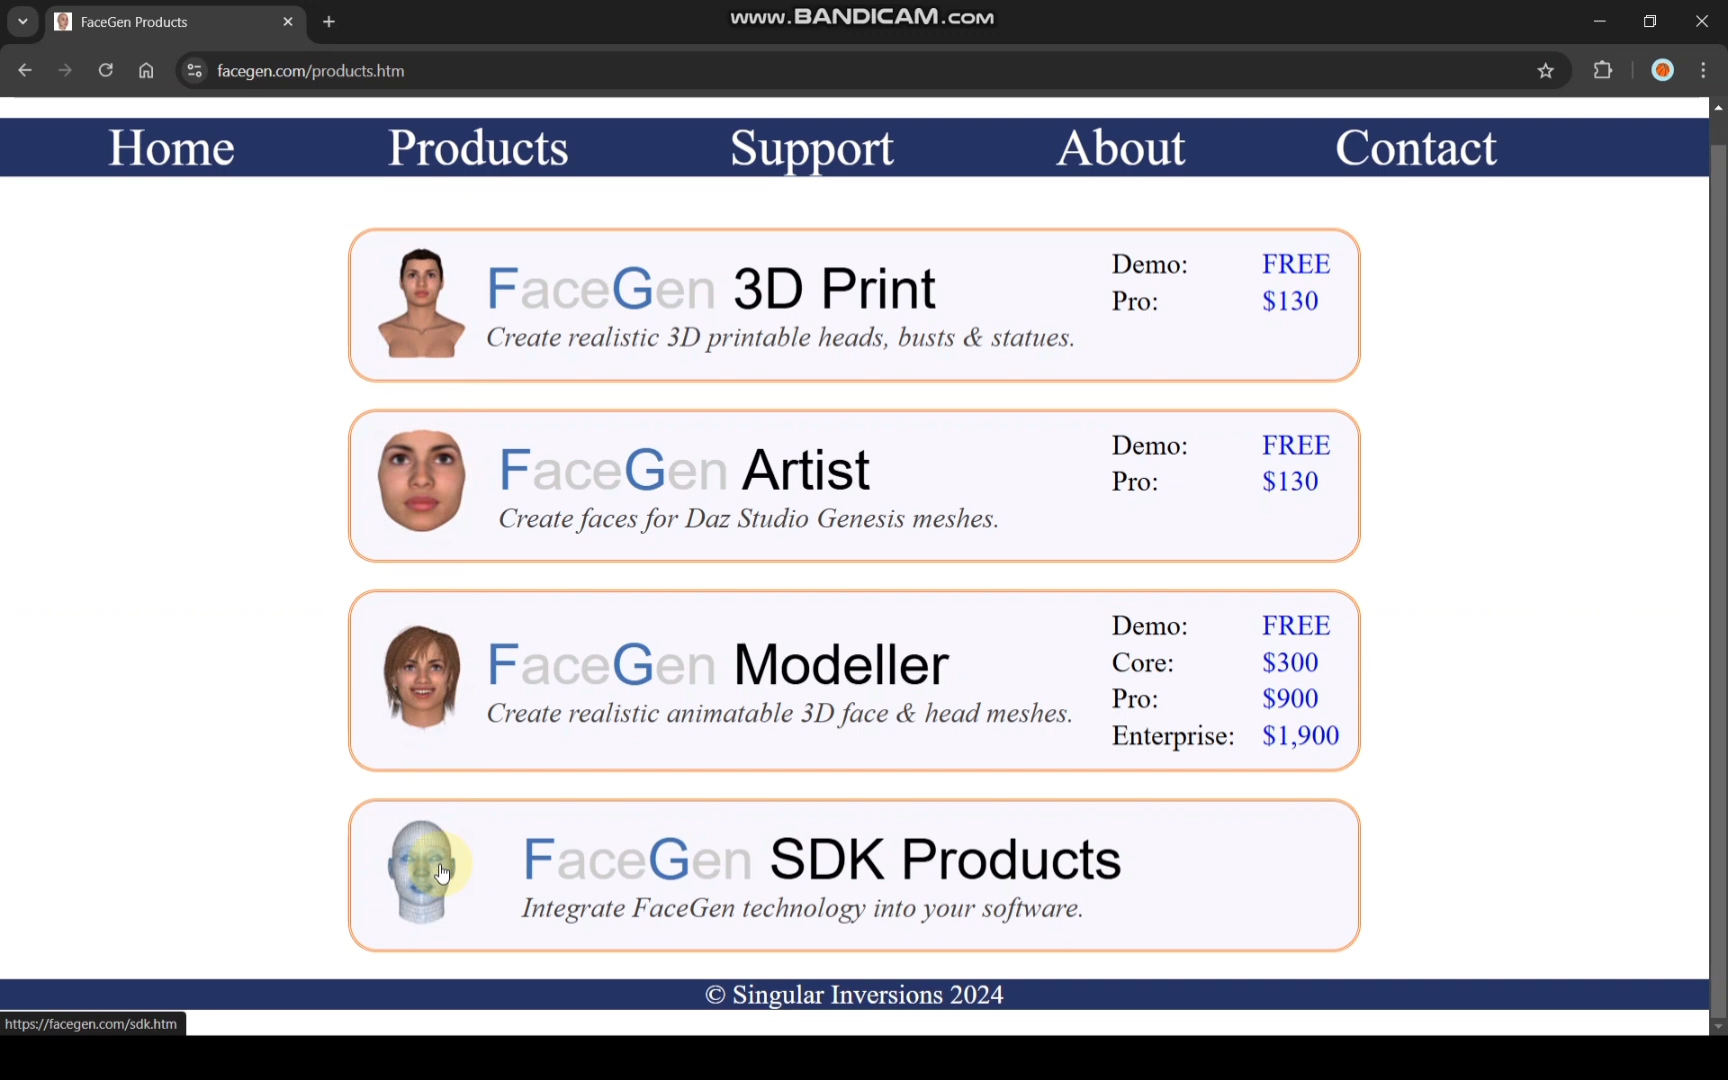 FaceGen Products
www.BANDICAM.com
facegen.com/products.htm
Home Products Support About Contact
FaceGen 3D Print
Create realistic 3D printable heads, busts & statues.
Demo: FREE
Pro: $130
FaceGen Artist
Create faces for Daz Studio Genesis meshes.
Demo: FREE
Pro: $130
FaceGen Modeller
Create realistic animatable 3D face & head meshes.
Demo: FREE
Core: $300
Pro: $900
Enterprise: $1,900
FaceGen SDK Products
Integrate FaceGen technology into your software.
© Singular Inversions 2024
https://facegen.com/sdk.htm